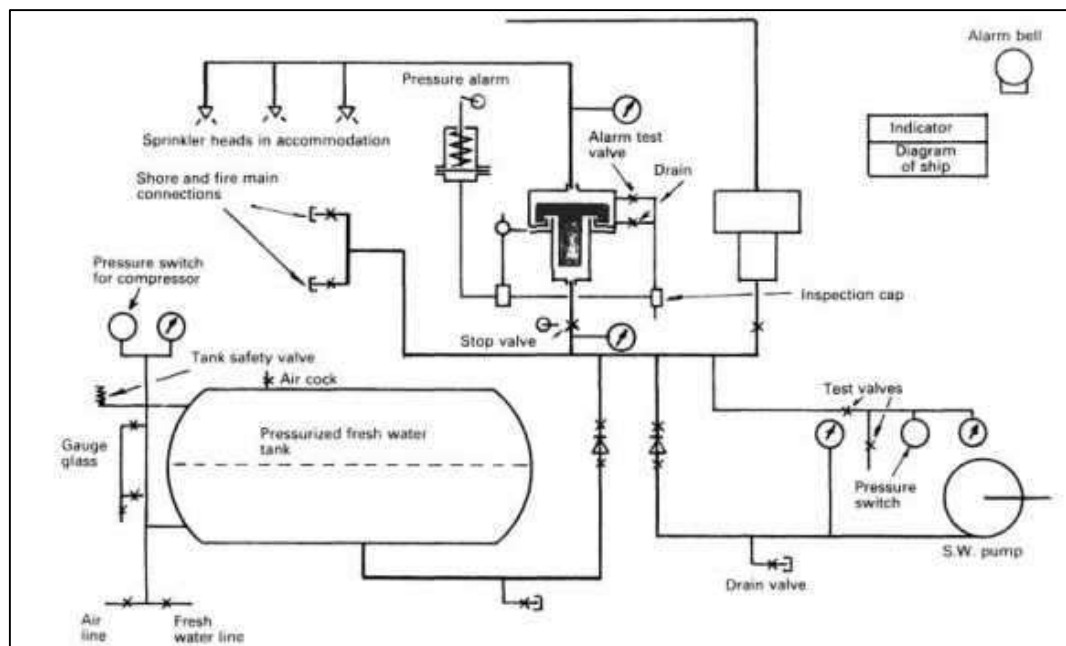 Alarm bell
Pressure alarm
Sprinkler heads in accommodation
Alarm test
valve
Drain
Indicator
Diagram
of ship
Shore and fire main
connections
Pressure switch
for compressor
Inspection cap
Stop valve
Tank safety valve
Air cock
Test valves
Gauge
glass
Pressurized fresh water
tank
Pressure
switch
S.W. pump
Drain valve
Air
line
Fresh
water line